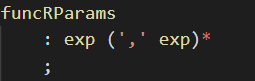 funcRParams
    : exp (',' exp)*
    ;